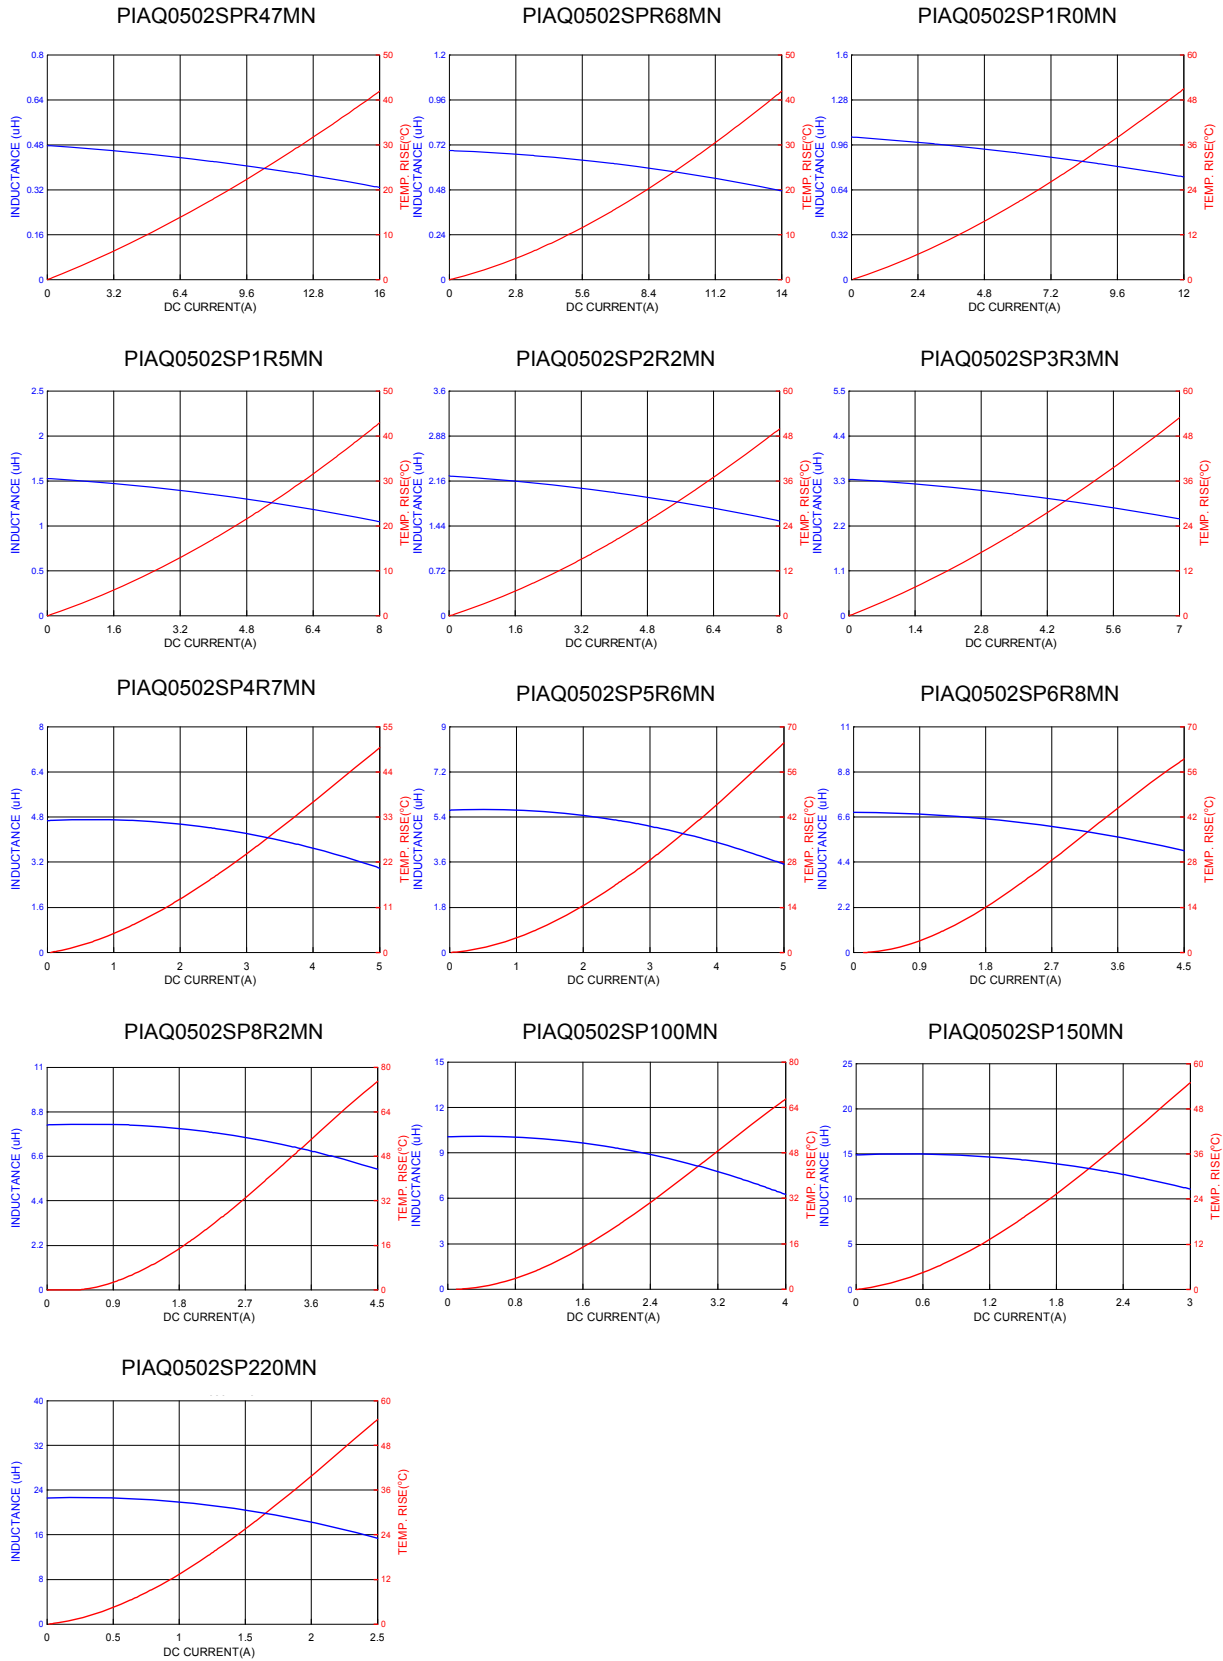 PIAQ0502SPR47MN
INDUCTANCE (uH)
0.8
0.64
0.48
0.32
0.16
0
50
40
30
20
10
0
TEMP. RISE(°C)
0 3.2 6.4 9.6 12.8 16
DC CURRENT(A)
PIAQ0502SPR68MN
INDUCTANCE (uH)
1.2
0.96
0.72
0.48
0.24
0
50
40
30
20
10
0
TEMP. RISE(°C)
0 2.8 5.6 8.4 11.2 14
DC CURRENT(A)
PIAQ0502SP1R0MN
INDUCTANCE (uH)
1.6
1.28
0.96
0.64
0.32
0
60
48
36
24
12
0
TEMP. RISE(°C)
0 2.4 4.8 7.2 9.6 12
DC CURRENT(A)
PIAQ0502SP1R5MN
INDUCTANCE (uH)
2.5
2
1.5
1
0.5
0
50
40
30
20
10
0
TEMP. RISE(°C)
0 1.6 3.2 4.8 6.4 8
DC CURRENT(A)
PIAQ0502SP2R2MN
INDUCTANCE (uH)
3.6
2.88
2.16
1.44
0.72
0
60
48
36
24
12
0
TEMP. RISE(°C)
0 1.6 3.2 4.8 6.4 8
DC CURRENT(A)
PIAQ0502SP3R3MN
INDUCTANCE (uH)
5.5
4.4
3.3
2.2
1.1
0
60
48
36
24
12
0
TEMP. RISE(°C)
0 1.4 2.8 4.2 5.6 7
DC CURRENT(A)
PIAQ0502SP4R7MN
INDUCTANCE (uH)
8
6.4
4.8
3.2
1.6
0
55
44
33
22
11
0
TEMP. RISE(°C)
0 1 2 3 4 5
DC CURRENT(A)
PIAQ0502SP5R6MN
INDUCTANCE (uH)
9
7.2
5.4
3.6
1.8
0
70
56
42
28
14
0
TEMP. RISE(°C)
0 1 2 3 4 5
DC CURRENT(A)
PIAQ0502SP6R8MN
INDUCTANCE (uH)
11
8.8
6.6
4.4
2.2
0
70
56
42
28
14
0
TEMP. RISE(°C)
0 0.9 1.8 2.7 3.6 4.5
DC CURRENT(A)
PIAQ0502SP8R2MN
INDUCTANCE (uH)
11
8.8
6.6
4.4
2.2
0
80
64
48
32
16
0
TEMP. RISE(°C)
0 0.9 1.8 2.7 3.6 4.5
DC CURRENT(A)
PIAQ0502SP100MN
INDUCTANCE (uH)
15
12
9
6
3
0
80
64
48
32
16
0
TEMP. RISE(°C)
0 0.8 1.6 2.4 3.2 4
DC CURRENT(A)
PIAQ0502SP150MN
INDUCTANCE (uH)
25
20
15
10
5
0
60
48
36
24
12
0
TEMP. RISE(°C)
0 0.6 1.2 1.8 2.4 3
DC CURRENT(A)
PIAQ0502SP220MN
INDUCTANCE (uH)
40
32
24
16
8
0
60
48
36
24
12
0
TEMP. RISE(°C)
0 0.5 1 1.5 2 2.5
DC CURRENT(A)